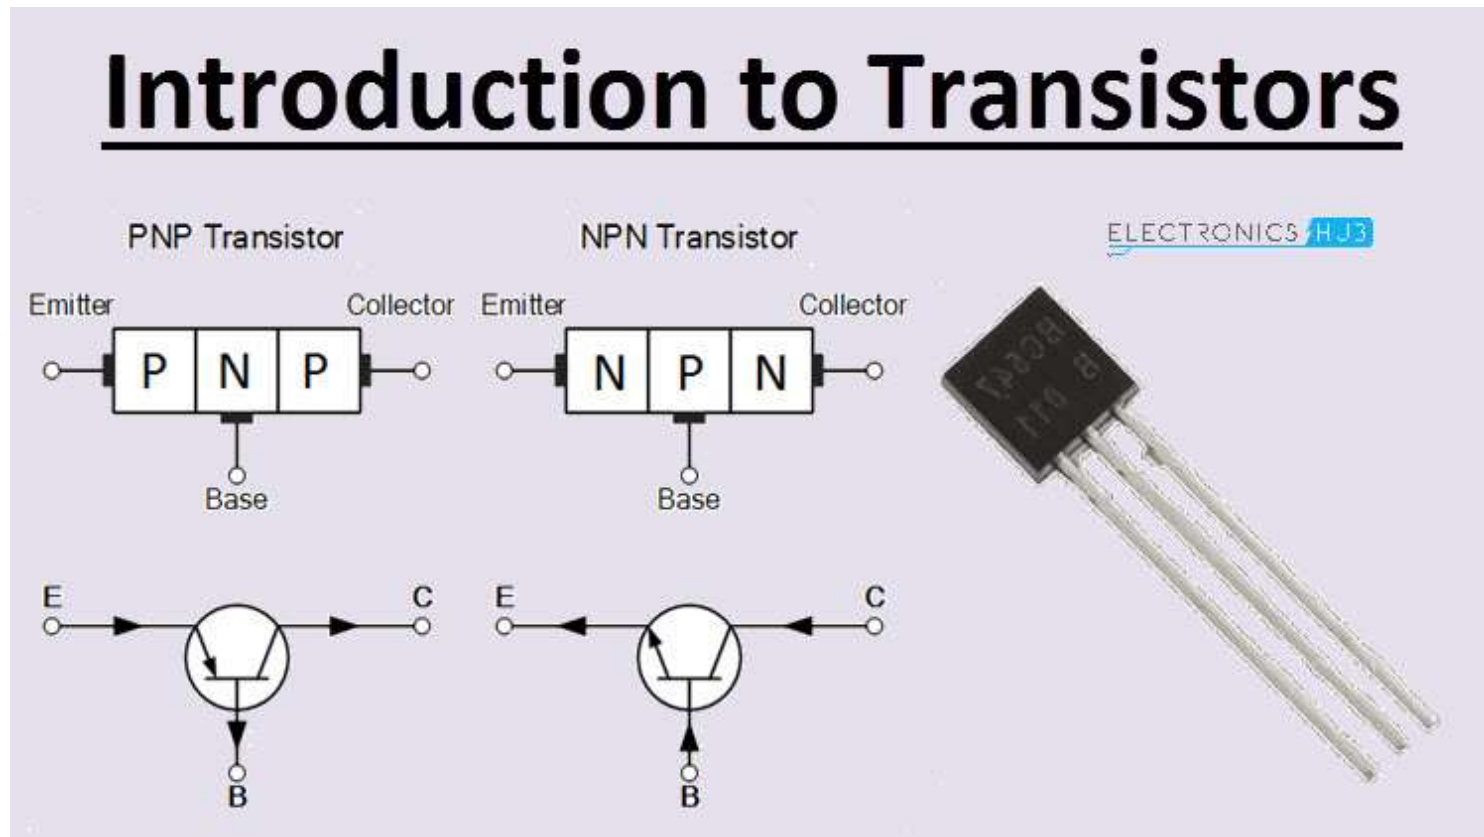 Introduction to Transistors
PNP Transistor
Emitter
Collector
P N P
Base
E
C
B
NPN Transistor
Emitter
Collector
N P N
Base
E
C
B
ELECTRONICS HUB